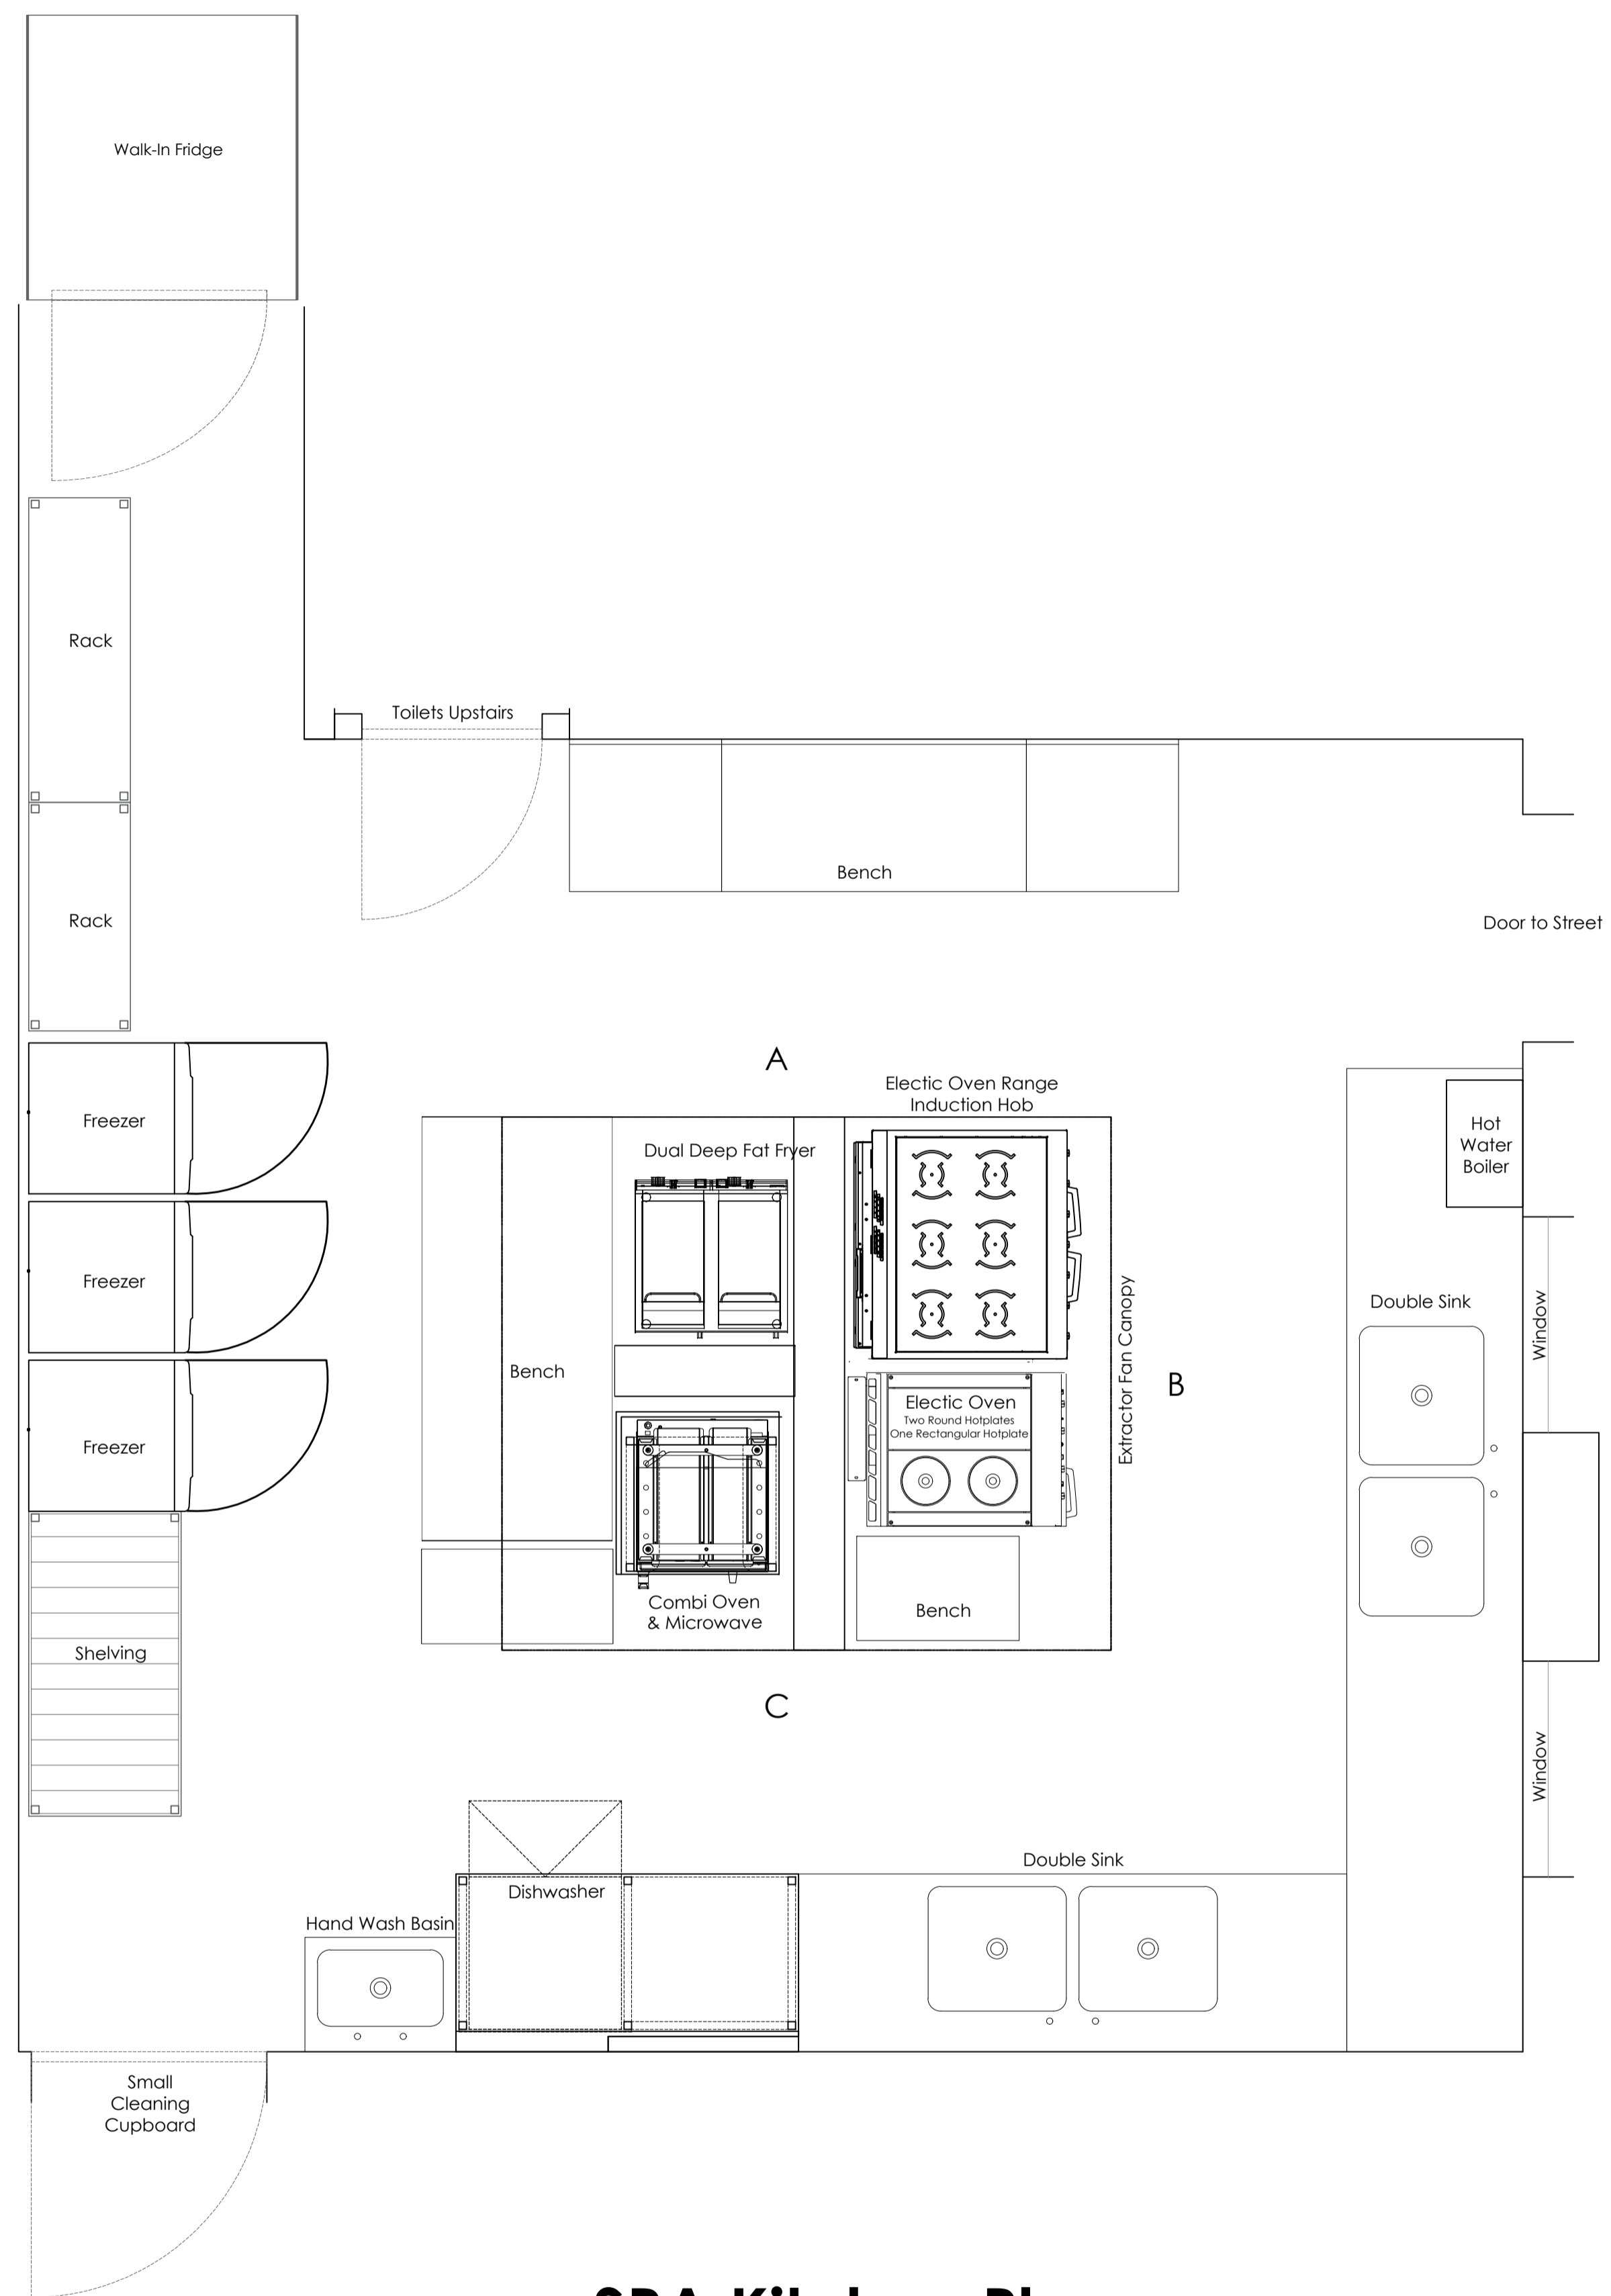 Walk-In Fridge
Rack
Toilets Upstairs
Bench
Rack
Door to Street
A
Electic Oven Range
Induction Hob
Freezer
Hot
Water
Boiler
Dual Deep Fat Fryer
Freezer
Double Sink
Window
Extractor Fan Canopy
Bench
B
Electic Oven
Two Round Hotplates
One Rectangular Hotplate
Freezer
Combi Oven
& Microwave
Bench
Shelving
C
Window
Double Sink
Dishwasher
Hand Wash Basin
Small
Cleaning
Cupboard